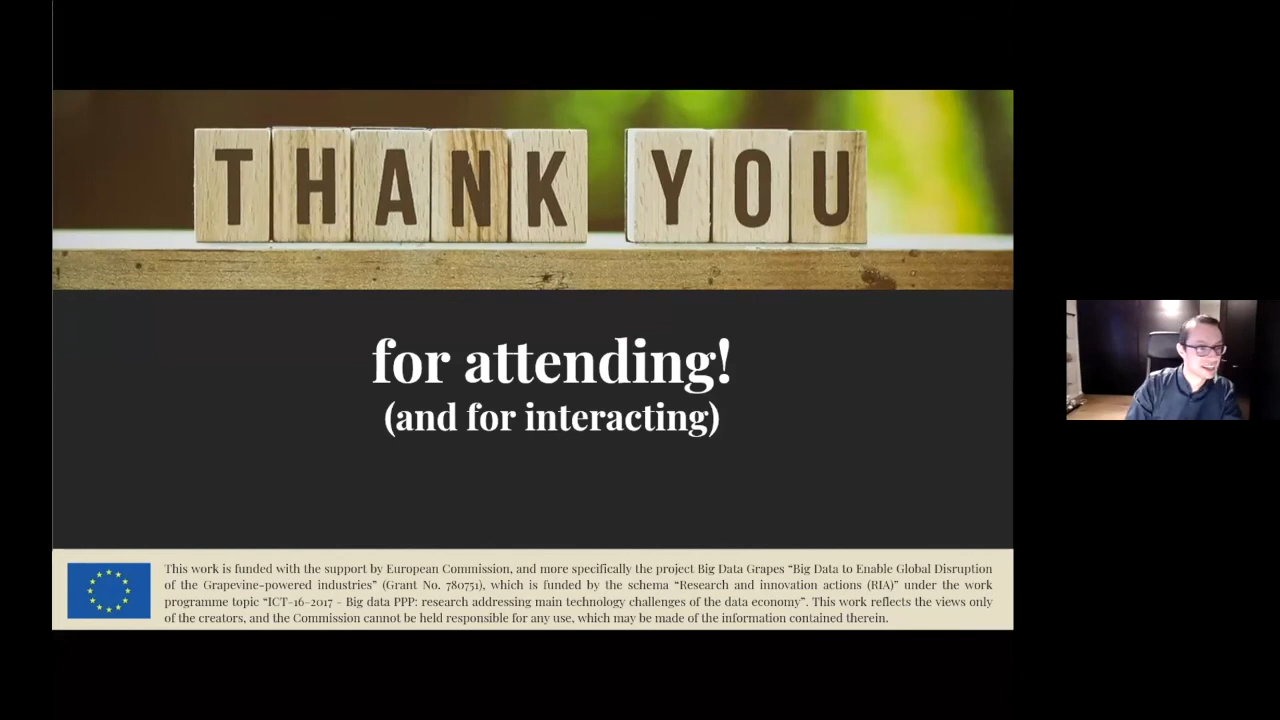 THANK YOU
for attending!
(and for interacting)
This work is funded with the support by European Commission, and more specifically the project Big Data Grapes “Big Data to Enable Global Disruption
of the Grapevine-powered industries” (Grant No. 780751), which is funded by the schema “Research and innovation actions (RIA)” under the work
programme topic “ICT-16-2017 - Big data PPP: research addressing main technology challenges of the data economy”. This work reflects the views only
of the creators, and the Commission cannot be held responsible for any use, which may be made of the information contained therein.